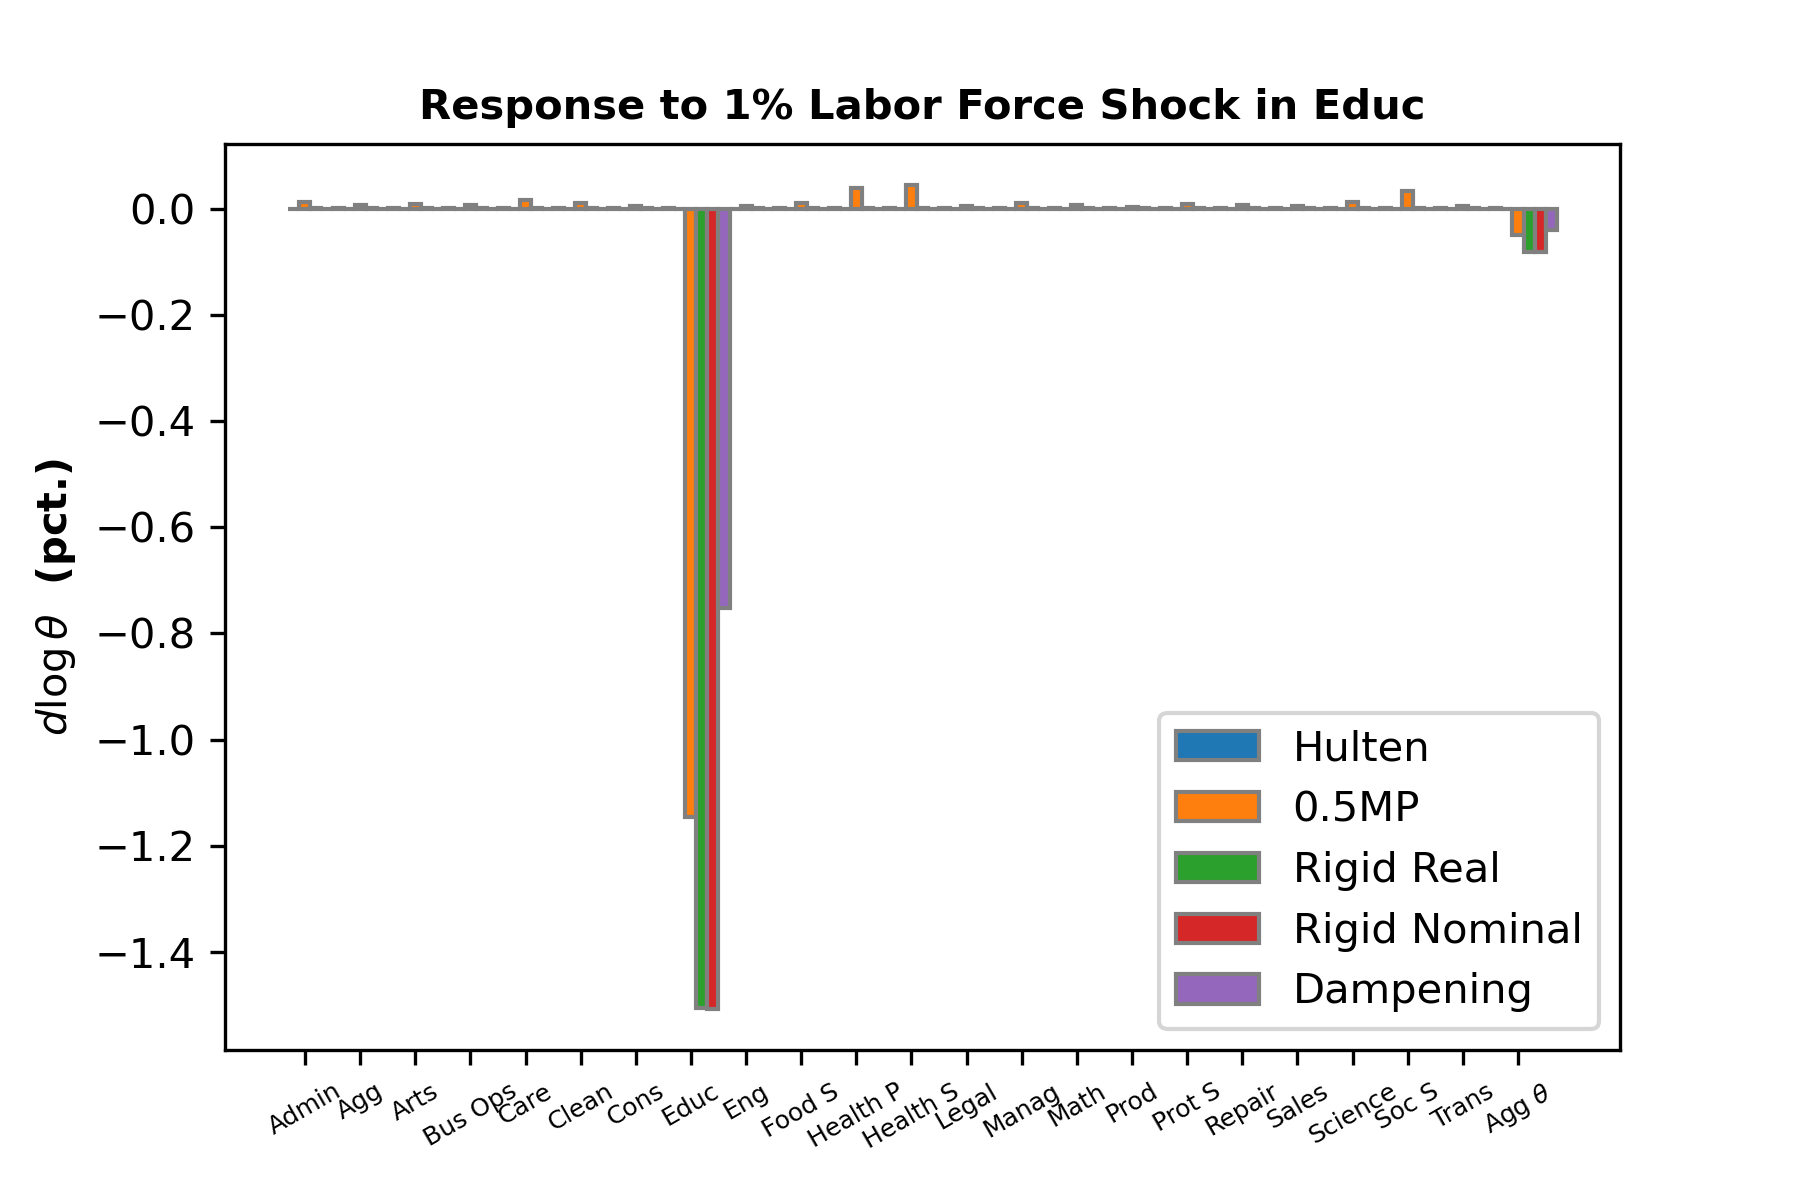 Response to 1% Labor Force Shock in Educ
d log θ (pct.)
0.0
−0.2
−0.4
−0.6
−0.8
−1.0
−1.2
−1.4
Hulten
0.5MP
Rigid Real
Rigid Nominal
Dampening
Admin
Agg
Arts
Bus Ops
Care
Clean
Cons
Educ
Eng
Food S
Health P
Health S
Legal
Manag
Math
Prod
Prot S
Repair
Sales
Science
Soc S
Trans
Agg θ